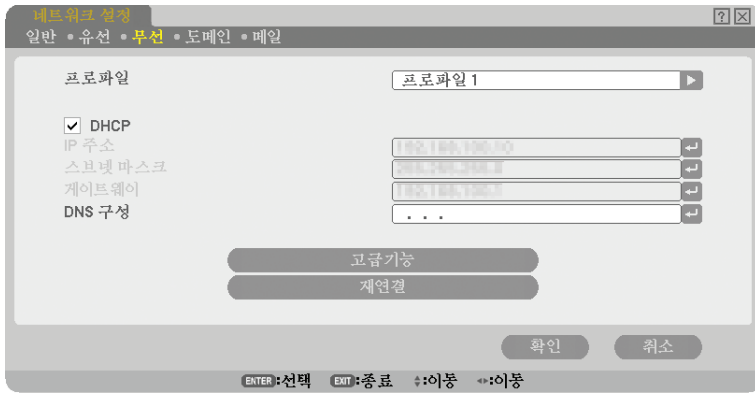 네트워크 설정
일반 • 유선 • 무선 • 도메인 • 메일
프로파일 프로파일 1
DHCP
IP 주소
스브넷 마스크
게이트웨이
DNS 구성 . . .
고급기능
재연결
확인 취소
ENTER:선택 EXIT:종료 :이동 :이동